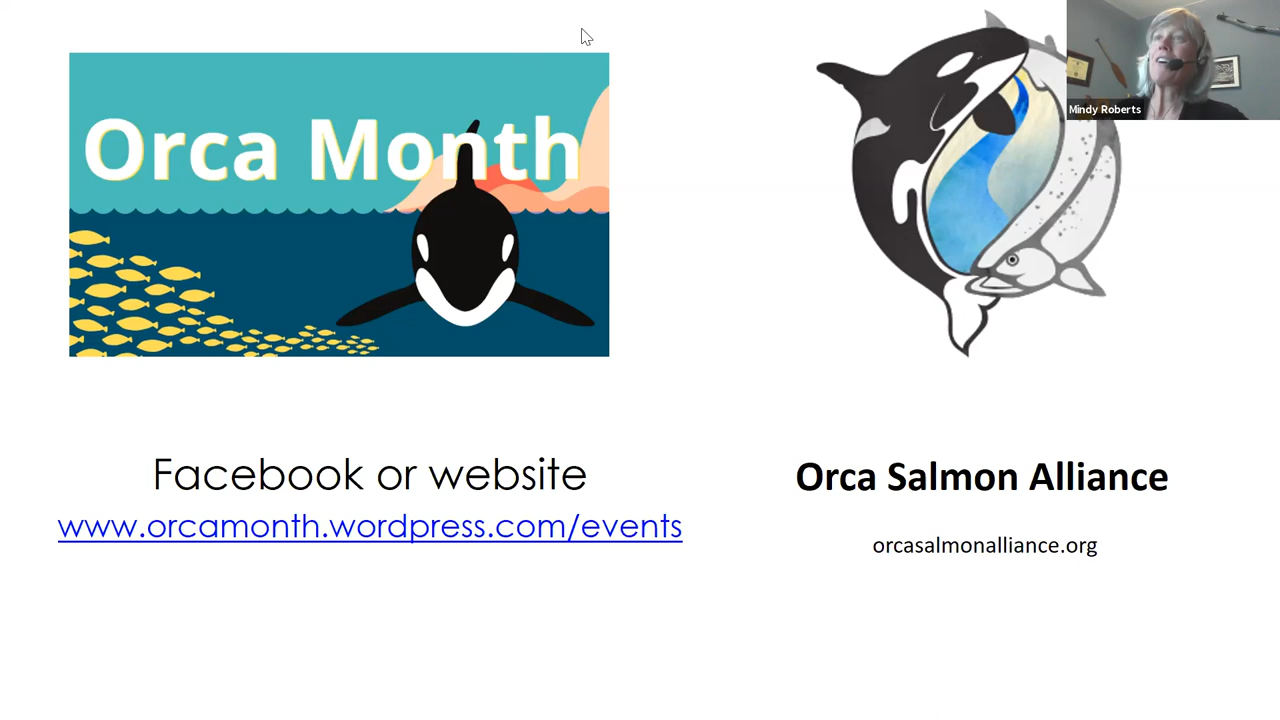 Orca Month
Mindy Roberts
Facebook or website
www.orcamonth.wordpress.com/events
Orca Salmon Alliance
orcasalmonalliance.org